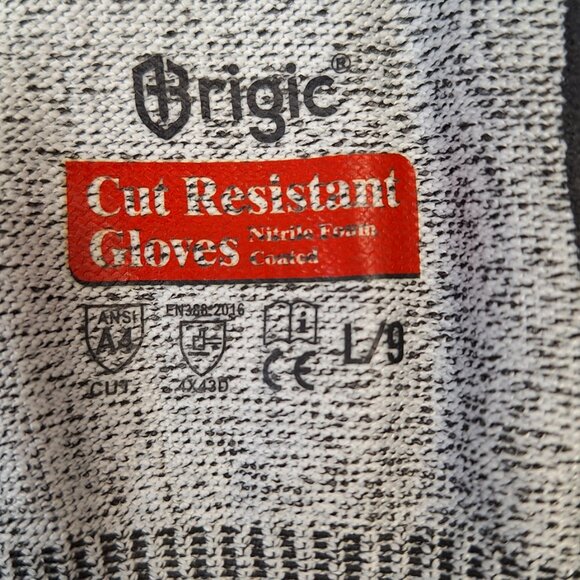 Brigic®
Cut Resistant
Gloves Nitrile Foam
Coated
ANSI
A4
CUT
EN388:2016
4X43D
i
CE
L/9